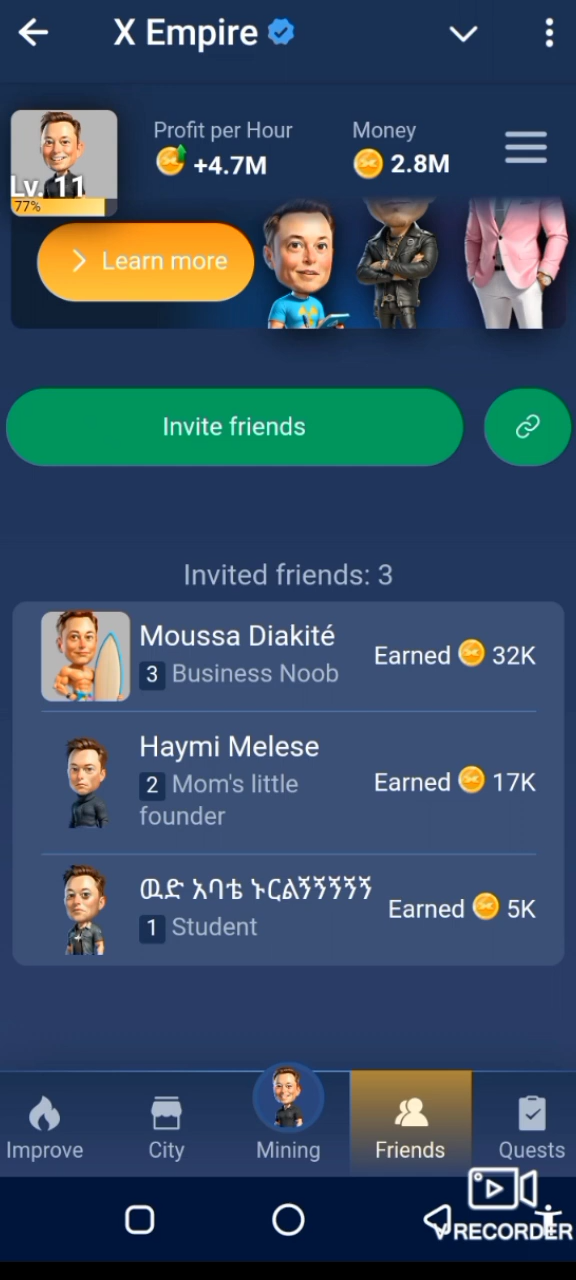 X Empire
Profit per Hour
Money
+4.7M
2.8M
Lv. 11
77%
Learn more
Invite friends
Invited friends: 3
Moussa Diakité
3 Business Noob
Earned 32K
Haymi Melese
2 Mom's little
founder
Earned 17K
ዉድ አባቴ ኑርልኝኝኝኝኝ
1 Student
Earned 5K
Improve
City
Mining
Friends
Quests
VRECORDER